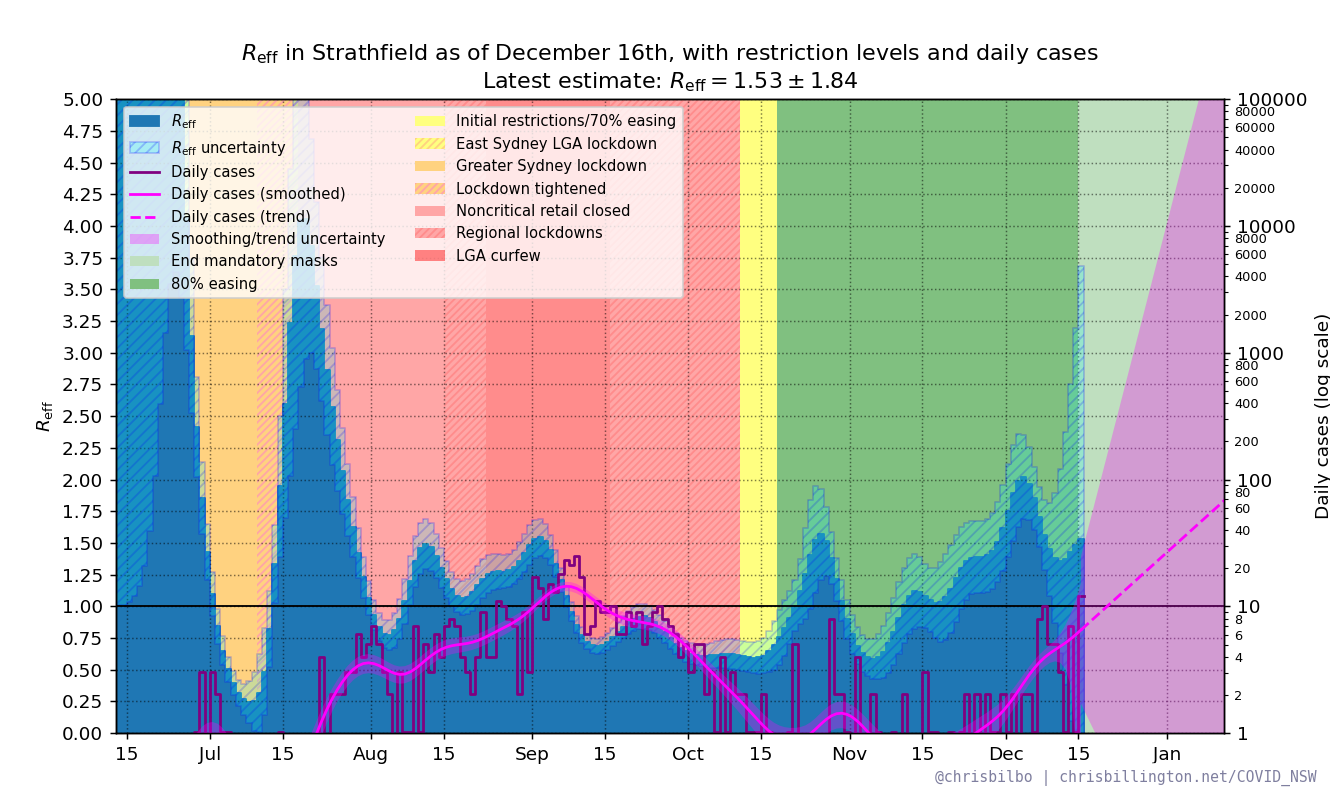 R_eff in Strathfield as of December 16th, with restriction levels and daily cases
Latest estimate: R_eff = 1.53 ± 1.84
R_eff
R_eff uncertainty
Daily cases
Daily cases (smoothed)
Daily cases (trend)
Smoothing/trend uncertainty
End mandatory masks
80% easing
Initial restrictions/70% easing
East Sydney LGA lockdown
Greater Sydney lockdown
Lockdown tightened
Noncritical retail closed
Regional lockdowns
LGA curfew
R_eff
5.00
4.75
4.50
4.25
4.00
3.75
3.50
3.25
3.00
2.75
2.50
2.25
2.00
1.75
1.50
1.25
1.00
0.75
0.50
0.25
0.00
15
Jul
15
Aug
15
Sep
15
Oct
15
Nov
15
Dec
15
Jan
100000
80000
60000
40000
20000
10000
8000
6000
4000
2000
1000
800
600
400
200
100
80
60
40
20
10
8
6
4
2
1
Daily cases (log scale)
@chrisbilbo | chrisbillington.net/COVID_NSW